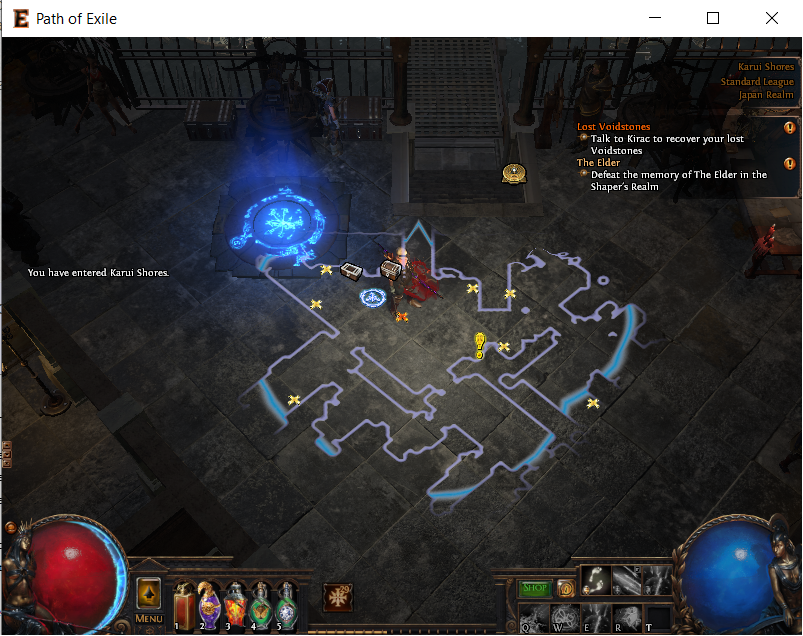 Path of Exile
Karui Shores
Standard League
Japan Realm
Lost Voidstones
Talk to Kirac to recover your lost
Voidstones
The Elder
Defeat the memory of The Elder in the
Shaper's Realm
You have entered Karui Shores.
MENU
1 2 3 4 5
SHOP
2
Q W E R T